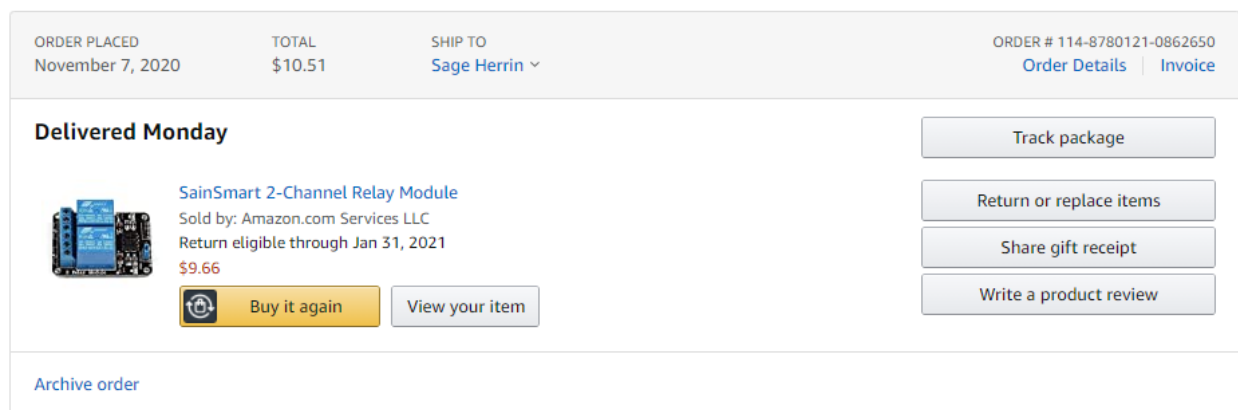 ORDER PLACED
November 7, 2020
TOTAL
$10.51
SHIP TO
Sage Herrin
ORDER # 114-8780121-0862650
Order Details
Invoice
Delivered Monday
Track package
SainSmart 2-Channel Relay Module
Sold by: Amazon.com Services LLC
Return eligible through Jan 31, 2021
$9.66
Buy it again
View your item
Return or replace items
Share gift receipt
Write a product review
Archive order